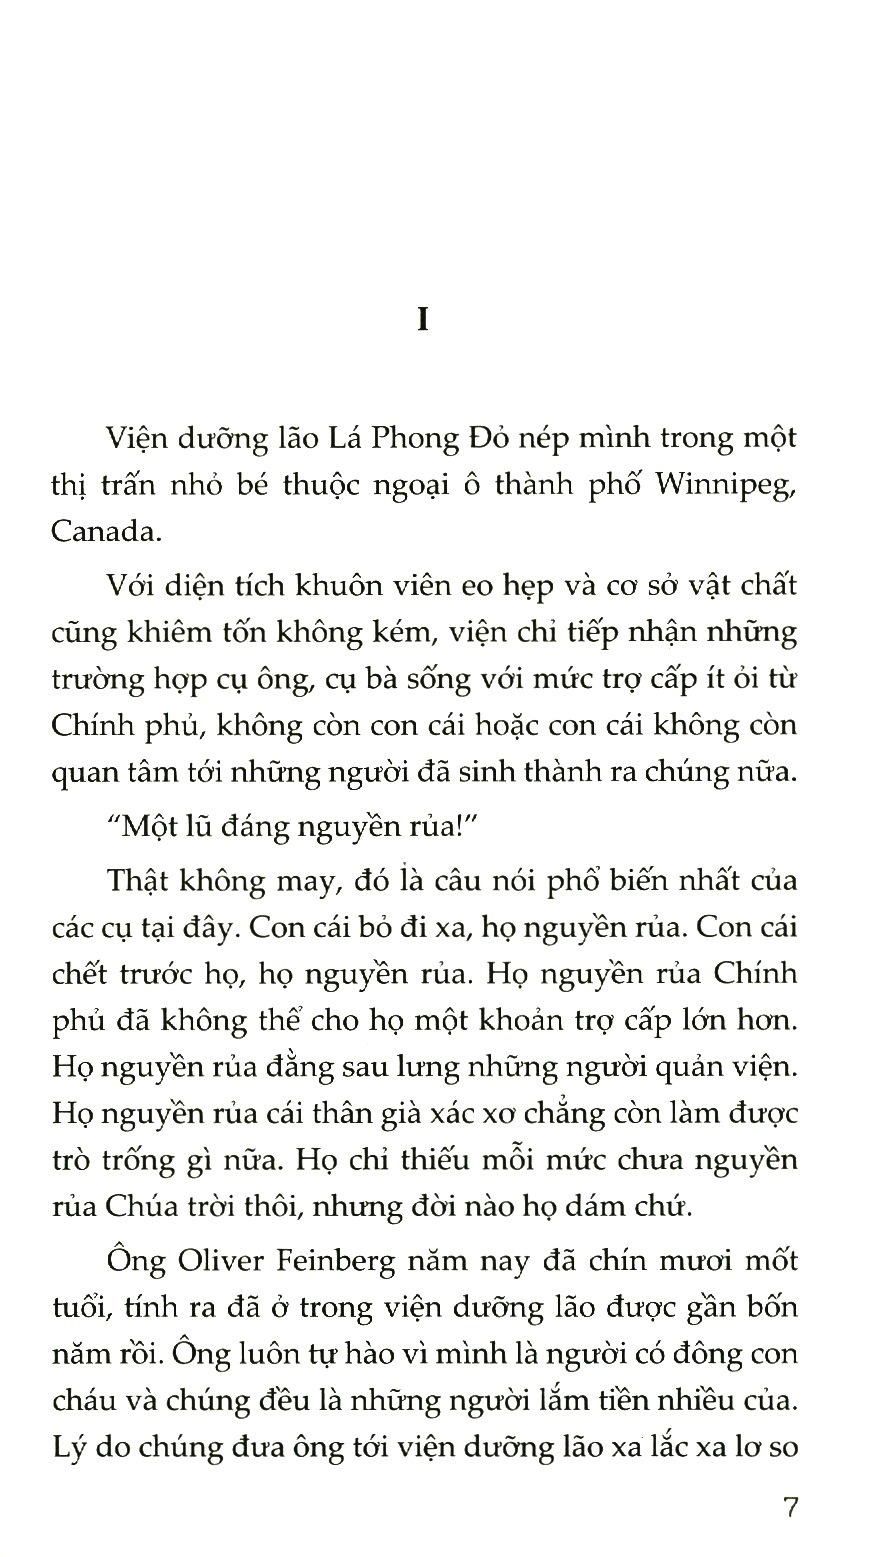 I
Viện dưỡng lão Lá Phong Đỏ nép mình trong một
thị trấn nhỏ bé thuộc ngoại ô thành phố Winnipeg,
Canada.
Với diện tích khuôn viên eo hẹp và cơ sở vật chất
cũng khiêm tốn không kém, viện chỉ tiếp nhận những
trường hợp cụ ông, cụ bà sống với mức trợ cấp ít ỏi từ
Chính phủ, không còn con cái hoặc con cái không còn
quan tâm tới những người đã sinh thành ra chúng nữa.
“Một lũ đáng nguyền rủa!”
Thật không may, đó là câu nói phổ biến nhất của
các cụ tại đây. Con cái bỏ đi xa, họ nguyền rủa. Con cái
chết trước họ, họ nguyền rủa. Họ nguyền rủa Chính
phủ đã không thể cho họ một khoản trợ cấp lớn hơn.
Họ nguyền rủa đằng sau lưng những người quản viện.
Họ nguyền rủa cái thân già xác xơ chẳng còn làm được
trò trống gì nữa. Họ chỉ thiếu mỗi mức chưa nguyền
rủa Chúa trời thôi, nhưng đời nào họ dám chứ.
Ông Oliver Feinberg năm nay đã chín mươi mốt
tuổi, tính ra đã ở trong viện dưỡng lão được gần bốn
năm rồi. Ông luôn tự hào vì mình là người có đông con
cháu và chúng đều là những người lắm tiền nhiều của.
Lý do chúng đưa ông tới viện dưỡng lão xa lắc xa lơ so
7